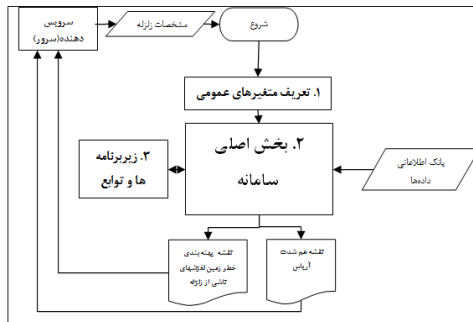 سرویس
دهنده(سرور)
مشخصات زلزله
شروع
۱. تعریف متغیرهای عمومی
۲. بخش اصلی
سامانه
۳. زیربرنامه
ها و توابع
بانک اطلاعاتی
داده‌ها
نقشه پهنه‌بندی
خطر زمین لغزشهای
ناشی از زلزله
نقشه هم شدت
آریاس